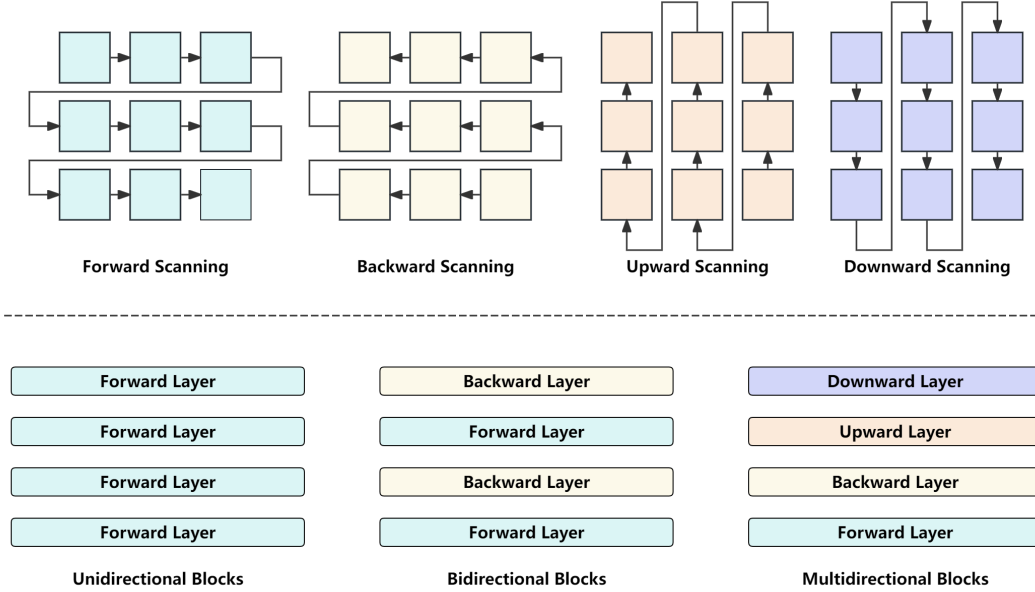 Forward Scanning
Backward Scanning
Upward Scanning
Downward Scanning
Forward Layer
Backward Layer
Downward Layer
Forward Layer
Forward Layer
Upward Layer
Forward Layer
Backward Layer
Backward Layer
Forward Layer
Forward Layer
Forward Layer
Unidirectional Blocks
Bidirectional Blocks
Multidirectional Blocks